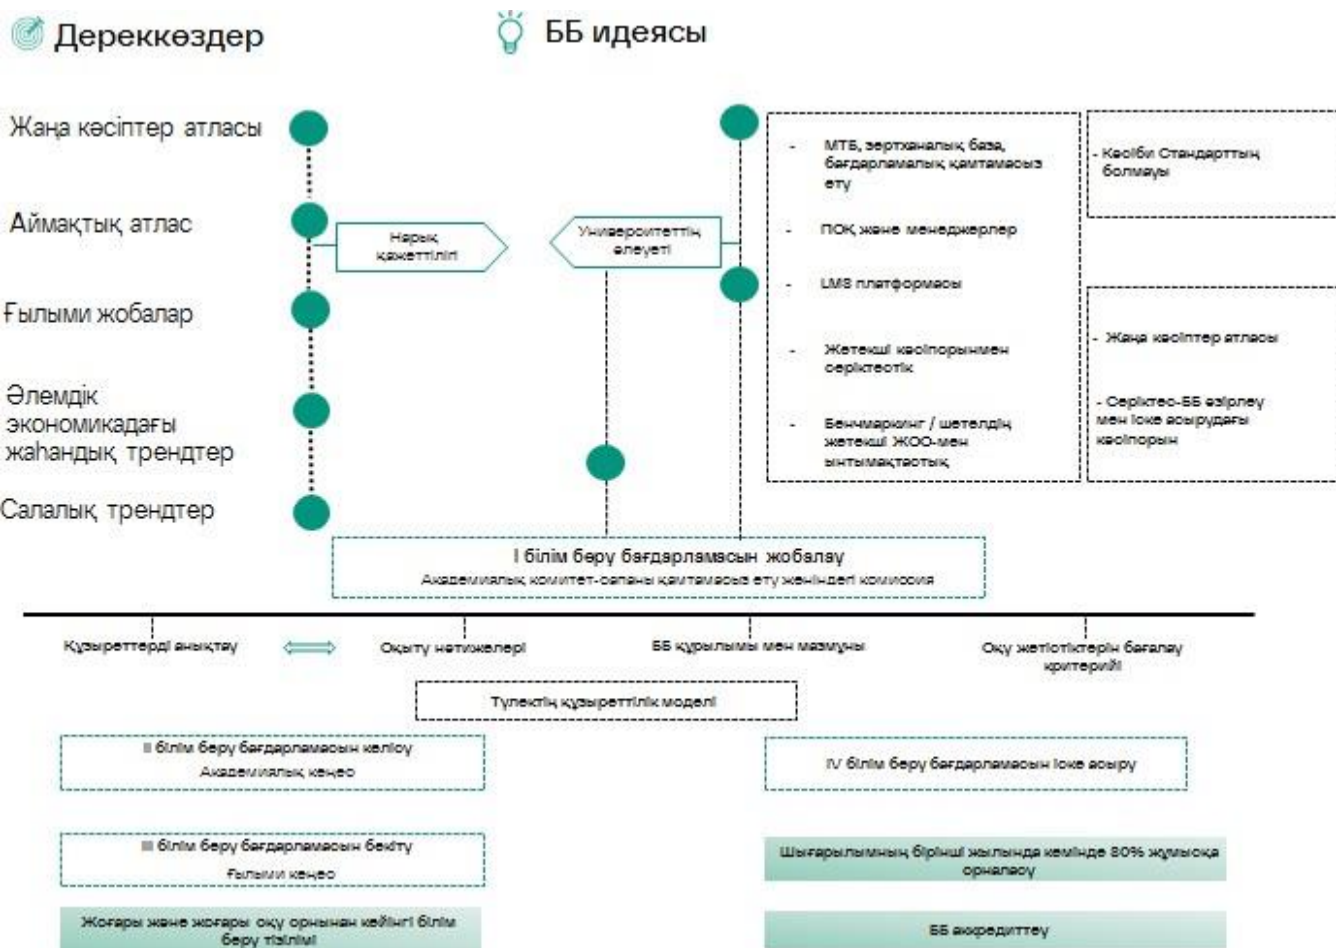 Дереккөздер
ББ идеясы
Жаңа кәсіптер атласы
Аймақтық атлас
Ғылыми жобалар
Әлемдік
экономикадағы
жаһандық трендтер
Салалық трендтер
Нарық
қажеттілігі
Университеттің
әлеуеті
- МТБ, зертханалық база,
бағдарламалық қамтамасыз
ету
- ПОҚ және менеджерлер
- LMS платформасы
- Жетекші кәсіпорынмен
серіктестік
- Бенчмаркинг / шетелдің
жетекші ЖОО-мен
ынтымақтастық
- Кәсіби Стандарттың
болмауы
- Жаңа кәсіптер атласы
- Серіктес-ББ әзірлеу
мен іске асырудағы
кәсіпорын
I білім беру бағдарламасын жобалау
Академиялық комитет-сапаны қамтамасыз ету жөніндегі комиссия
Құзыреттерді анықтау
Оқыту нәтижелері
ББ құрылымы мен мазмұны
Оқу жетістіктерін бағалау
критерийі
Түлектің құзыреттілік моделі
II білім беру бағдарламасын келісу
Академиялық кеңес
IV білім беру бағдарламасын іске асыру
III білім беру бағдарламасын бекіту
Ғылыми кеңес
Шығарылымның бірінші жылында кемінде 80% жұмысқа
орналасу
Жоғары және жоғары оқу орнынан кейінгі білім
беру тізілімі
ББ аккредиттеу